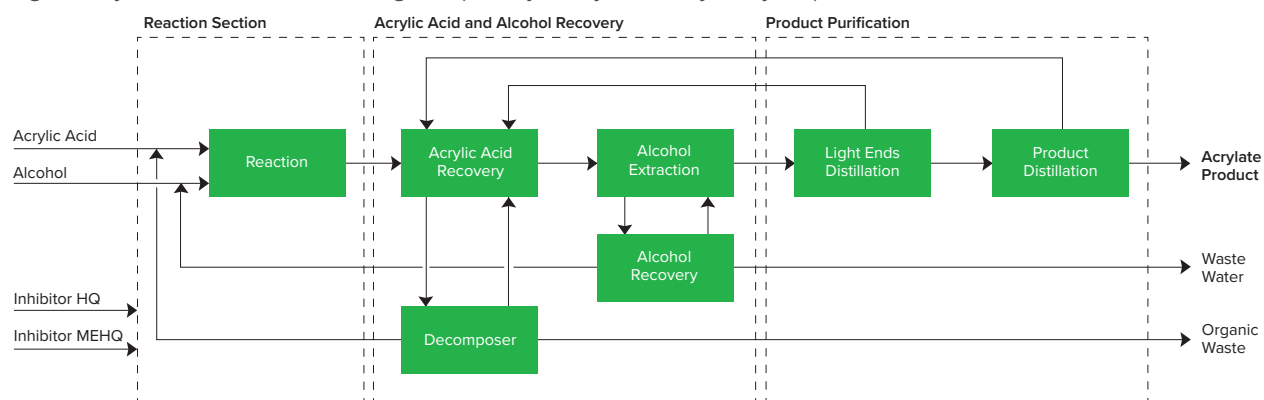 Reaction Section
Acrylic Acid and Alcohol Recovery
Product Purification
Acrylic Acid
Alcohol
Reaction
Acrylic Acid
Recovery
Alcohol
Extraction
Light Ends
Distillation
Product
Distillation
Acrylate
Product
Alcohol
Recovery
Waste
Water
Inhibitor HQ
Inhibitor MEHQ
Decomposer
Organic
Waste